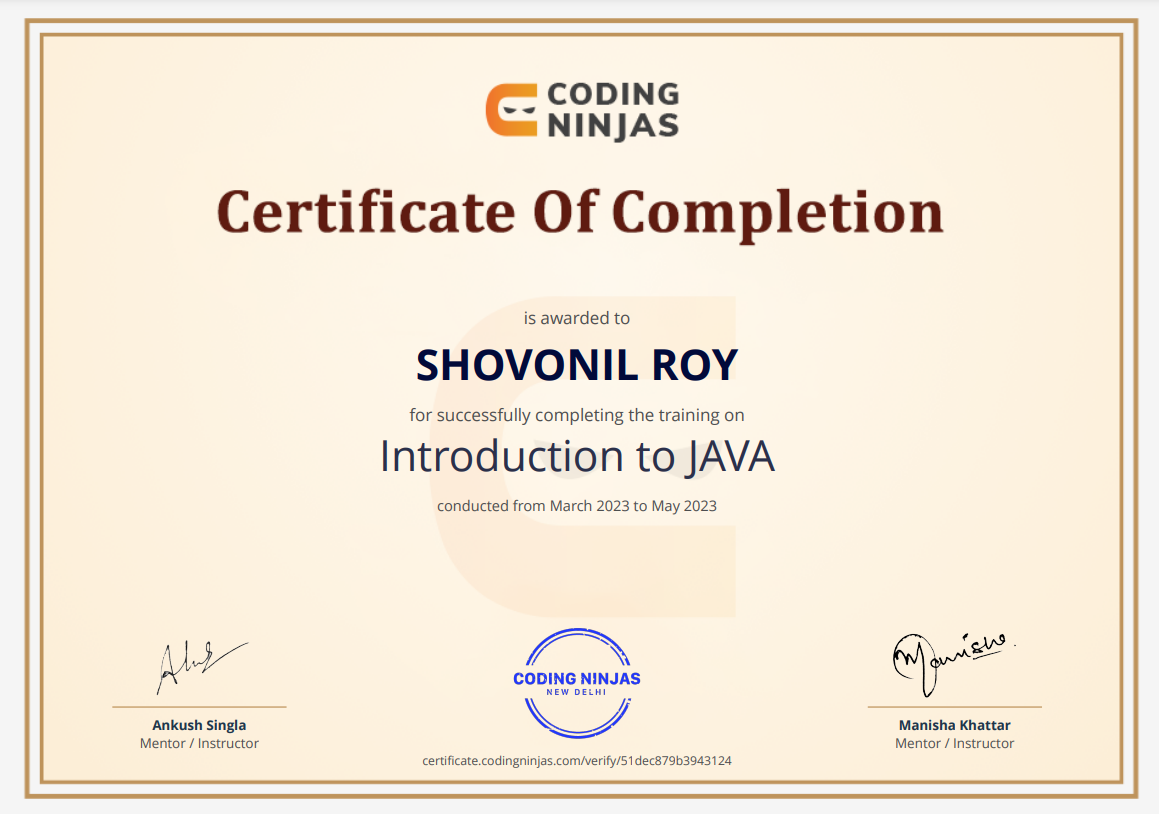 CODING
NINJAS
Certificate Of Completion
is awarded to
SHOVONIL ROY
for successfully completing the training on
Introduction to JAVA
conducted from March 2023 to May 2023
Ankush Singla
Mentor / Instructor
CODING NINJAS
NEW DELHI
Manisha
Manisha Khattar
Mentor / Instructor
certificate.codingninjas.com/verify/51dec879b3943124